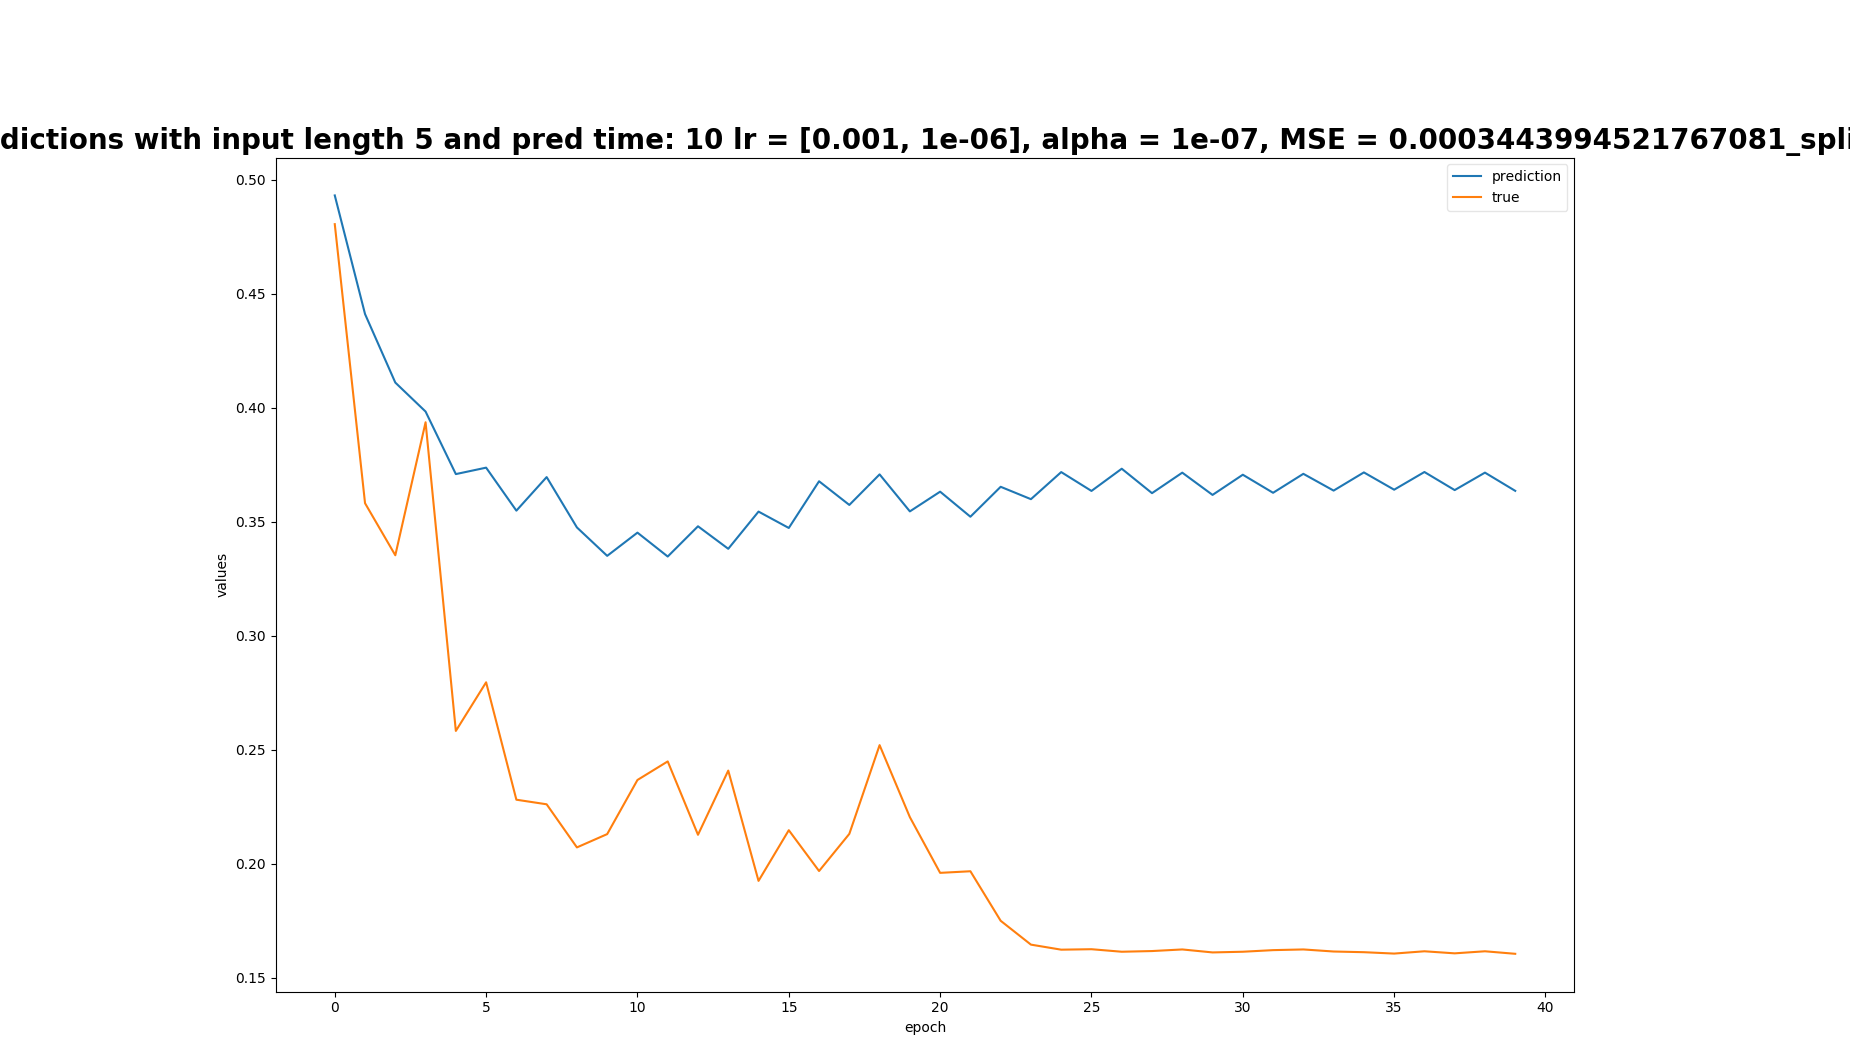 dictions with input length 5 and pred time: 10 lr = [0.001, 1e-06], alpha = 1e-07, MSE = 0.0003443994521767081_spli
prediction
true
0.50
0.45
0.40
0.35
0.30
0.25
0.20
0.15
values
0 5 10 15 20 25 30 35 40
epoch